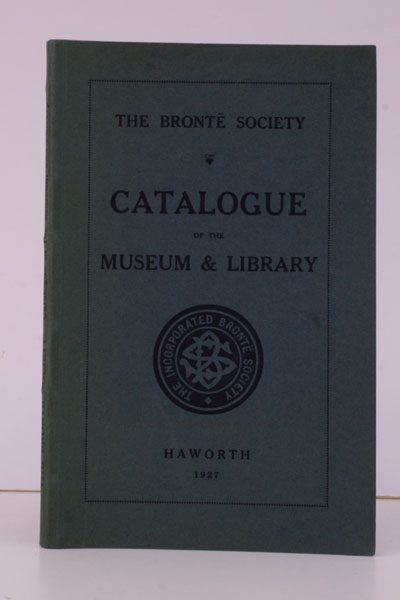 THE BRONTË SOCIETY
CATALOGUE
OF THE
MUSEUM & LIBRARY
THE INCORPORATED BRONTË SOCIETY
HAWORTH
1927